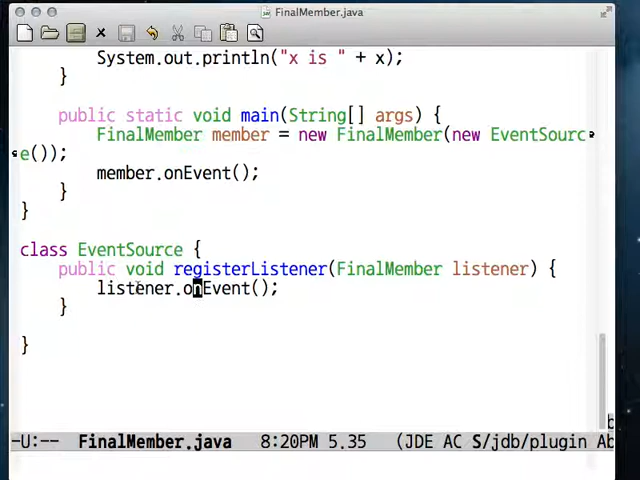 FinalMember.java
System.out.println("x is " + x);
}
public static void main(String[] args) {
FinalMember member = new FinalMember(new EventSourc
e());
member.onEvent();
}
}
class EventSource {
public void registerListener(FinalMember listener) {
listener.onEvent();
}
}
-U:-- FinalMember.java 8:20PM 5.35 (JDE AC S/jdb/plugin Ab